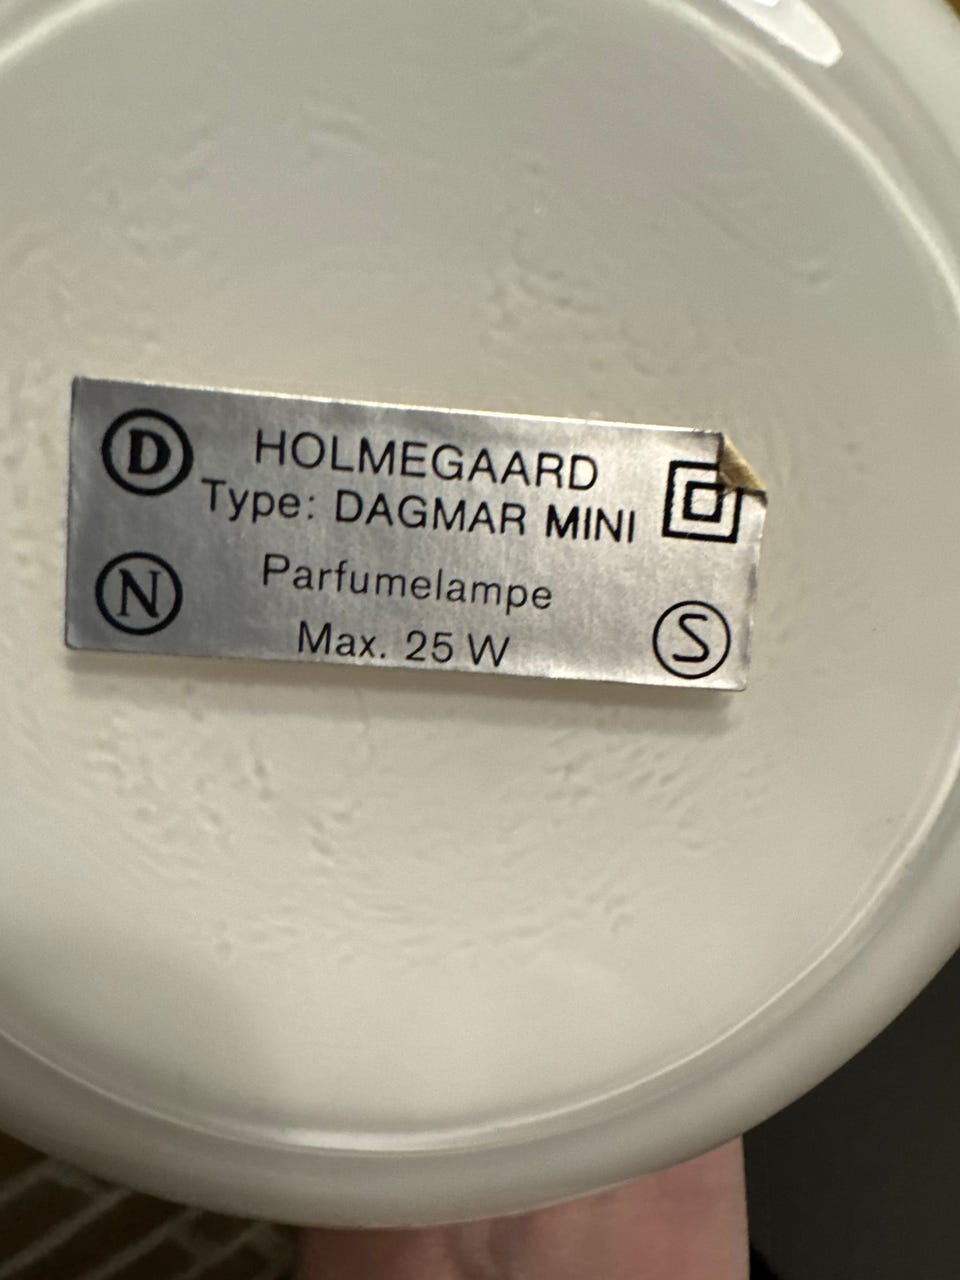 D HOLMEGAARD
Type: DAGMAR MINI
N Parfumelampe
Max. 25 W S